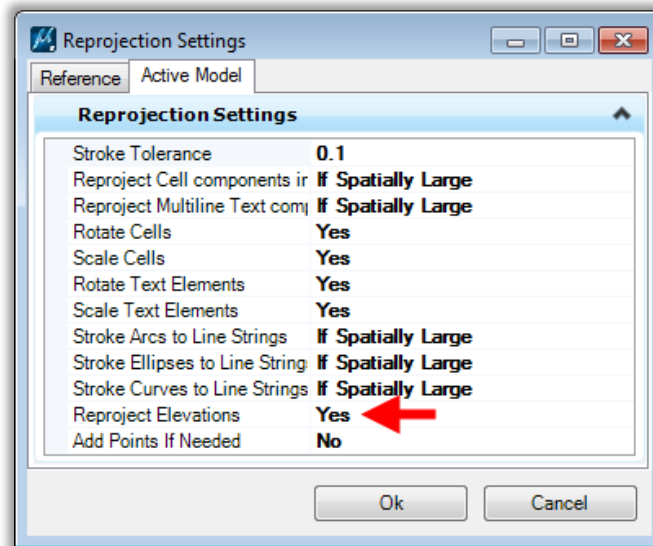 Reprojection Settings
Reference Active Model
Reprojection Settings
Stroke Tolerance 0.1
Reproject Cell components ir If Spatially Large
Reproject Multiline Text com If Spatially Large
Rotate Cells Yes
Scale Cells Yes
Rotate Text Elements Yes
Scale Text Elements Yes
Stroke Arcs to Line Strings If Spatially Large
Stroke Ellipses to Line String If Spatially Large
Stroke Curves to Line Strings If Spatially Large
Reproject Elevations Yes
Add Points If Needed No
Ok Cancel